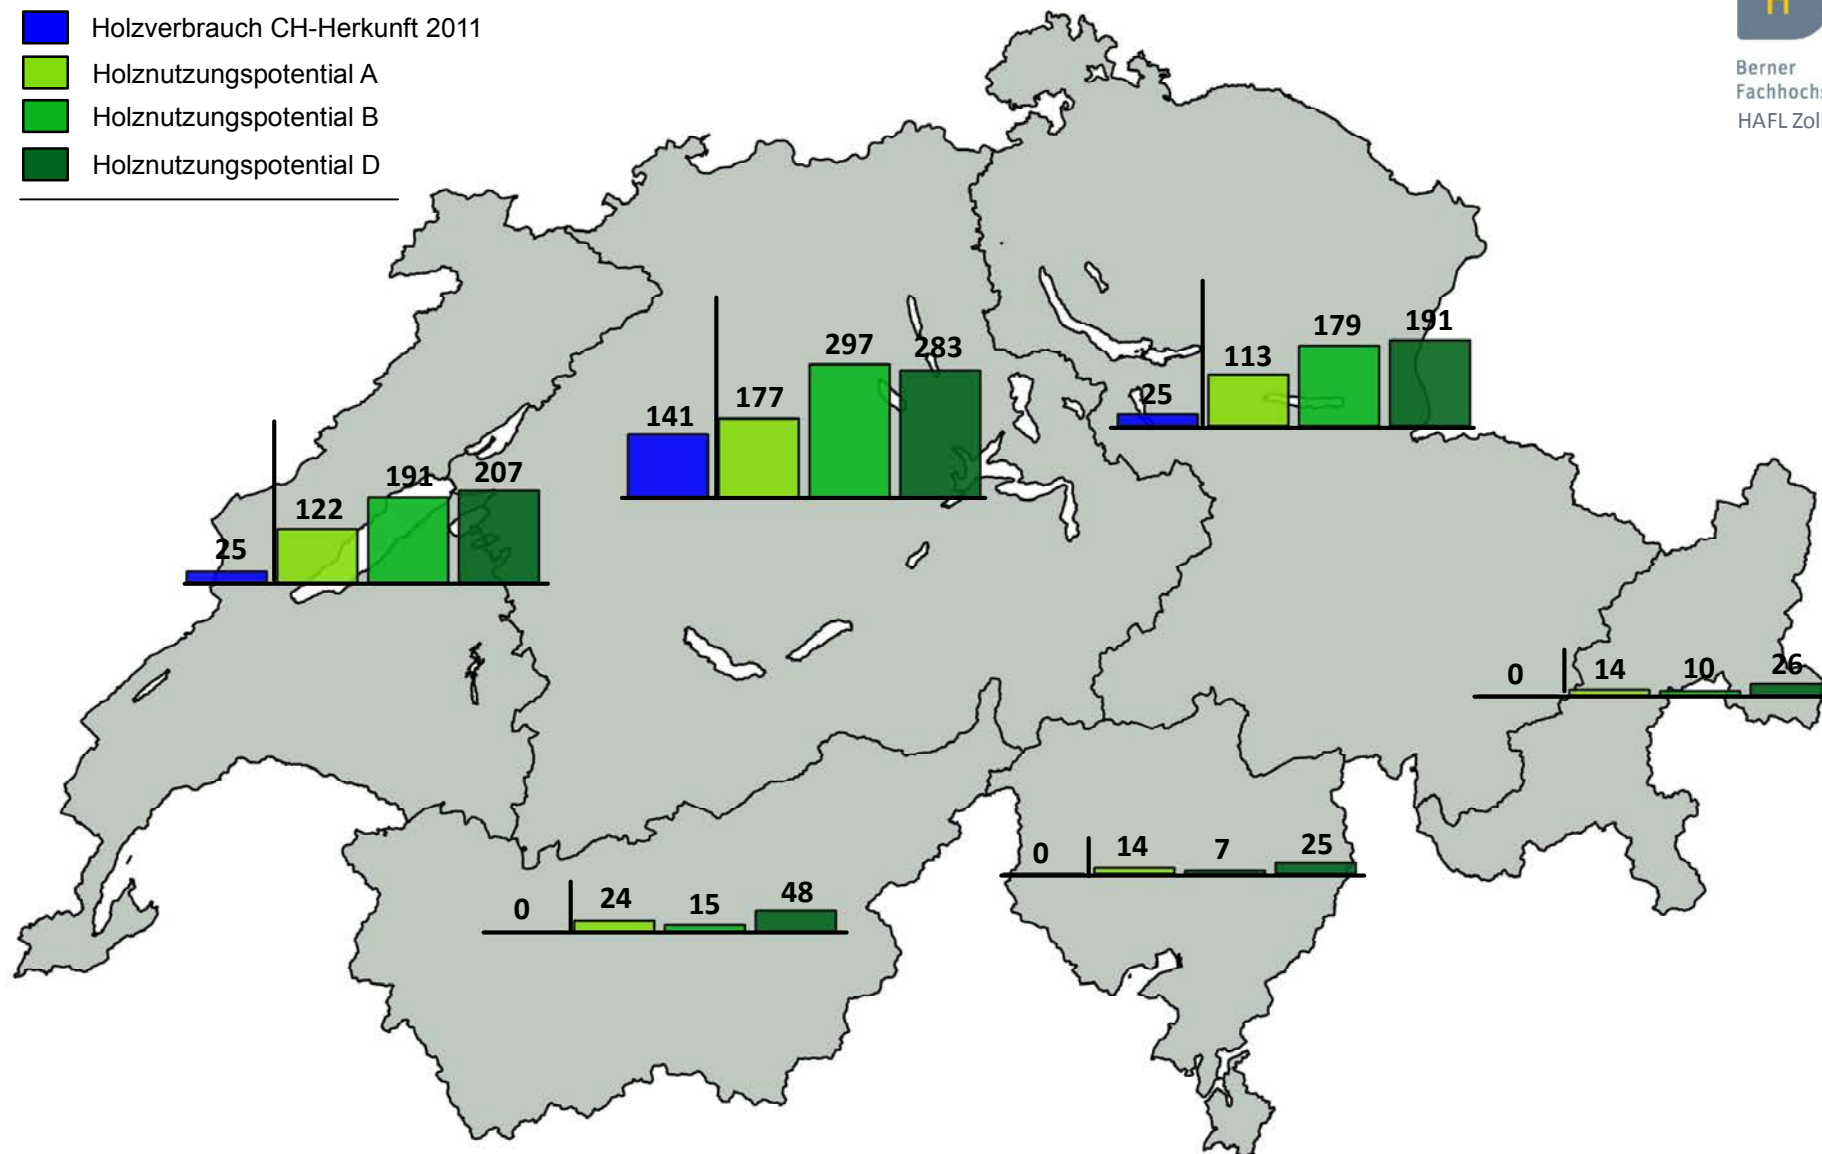 Holzverbrauch CH-Herkunft 2011
Holznutzungspotential A
Holznutzungspotential B
Holznutzungspotential D
H
Berner
Fachhochs
HAFL Zol
141 177 297 283
25 113 179 191
25 122 191 207
0 14 10 26
0 24 15 48
0 14 7 25